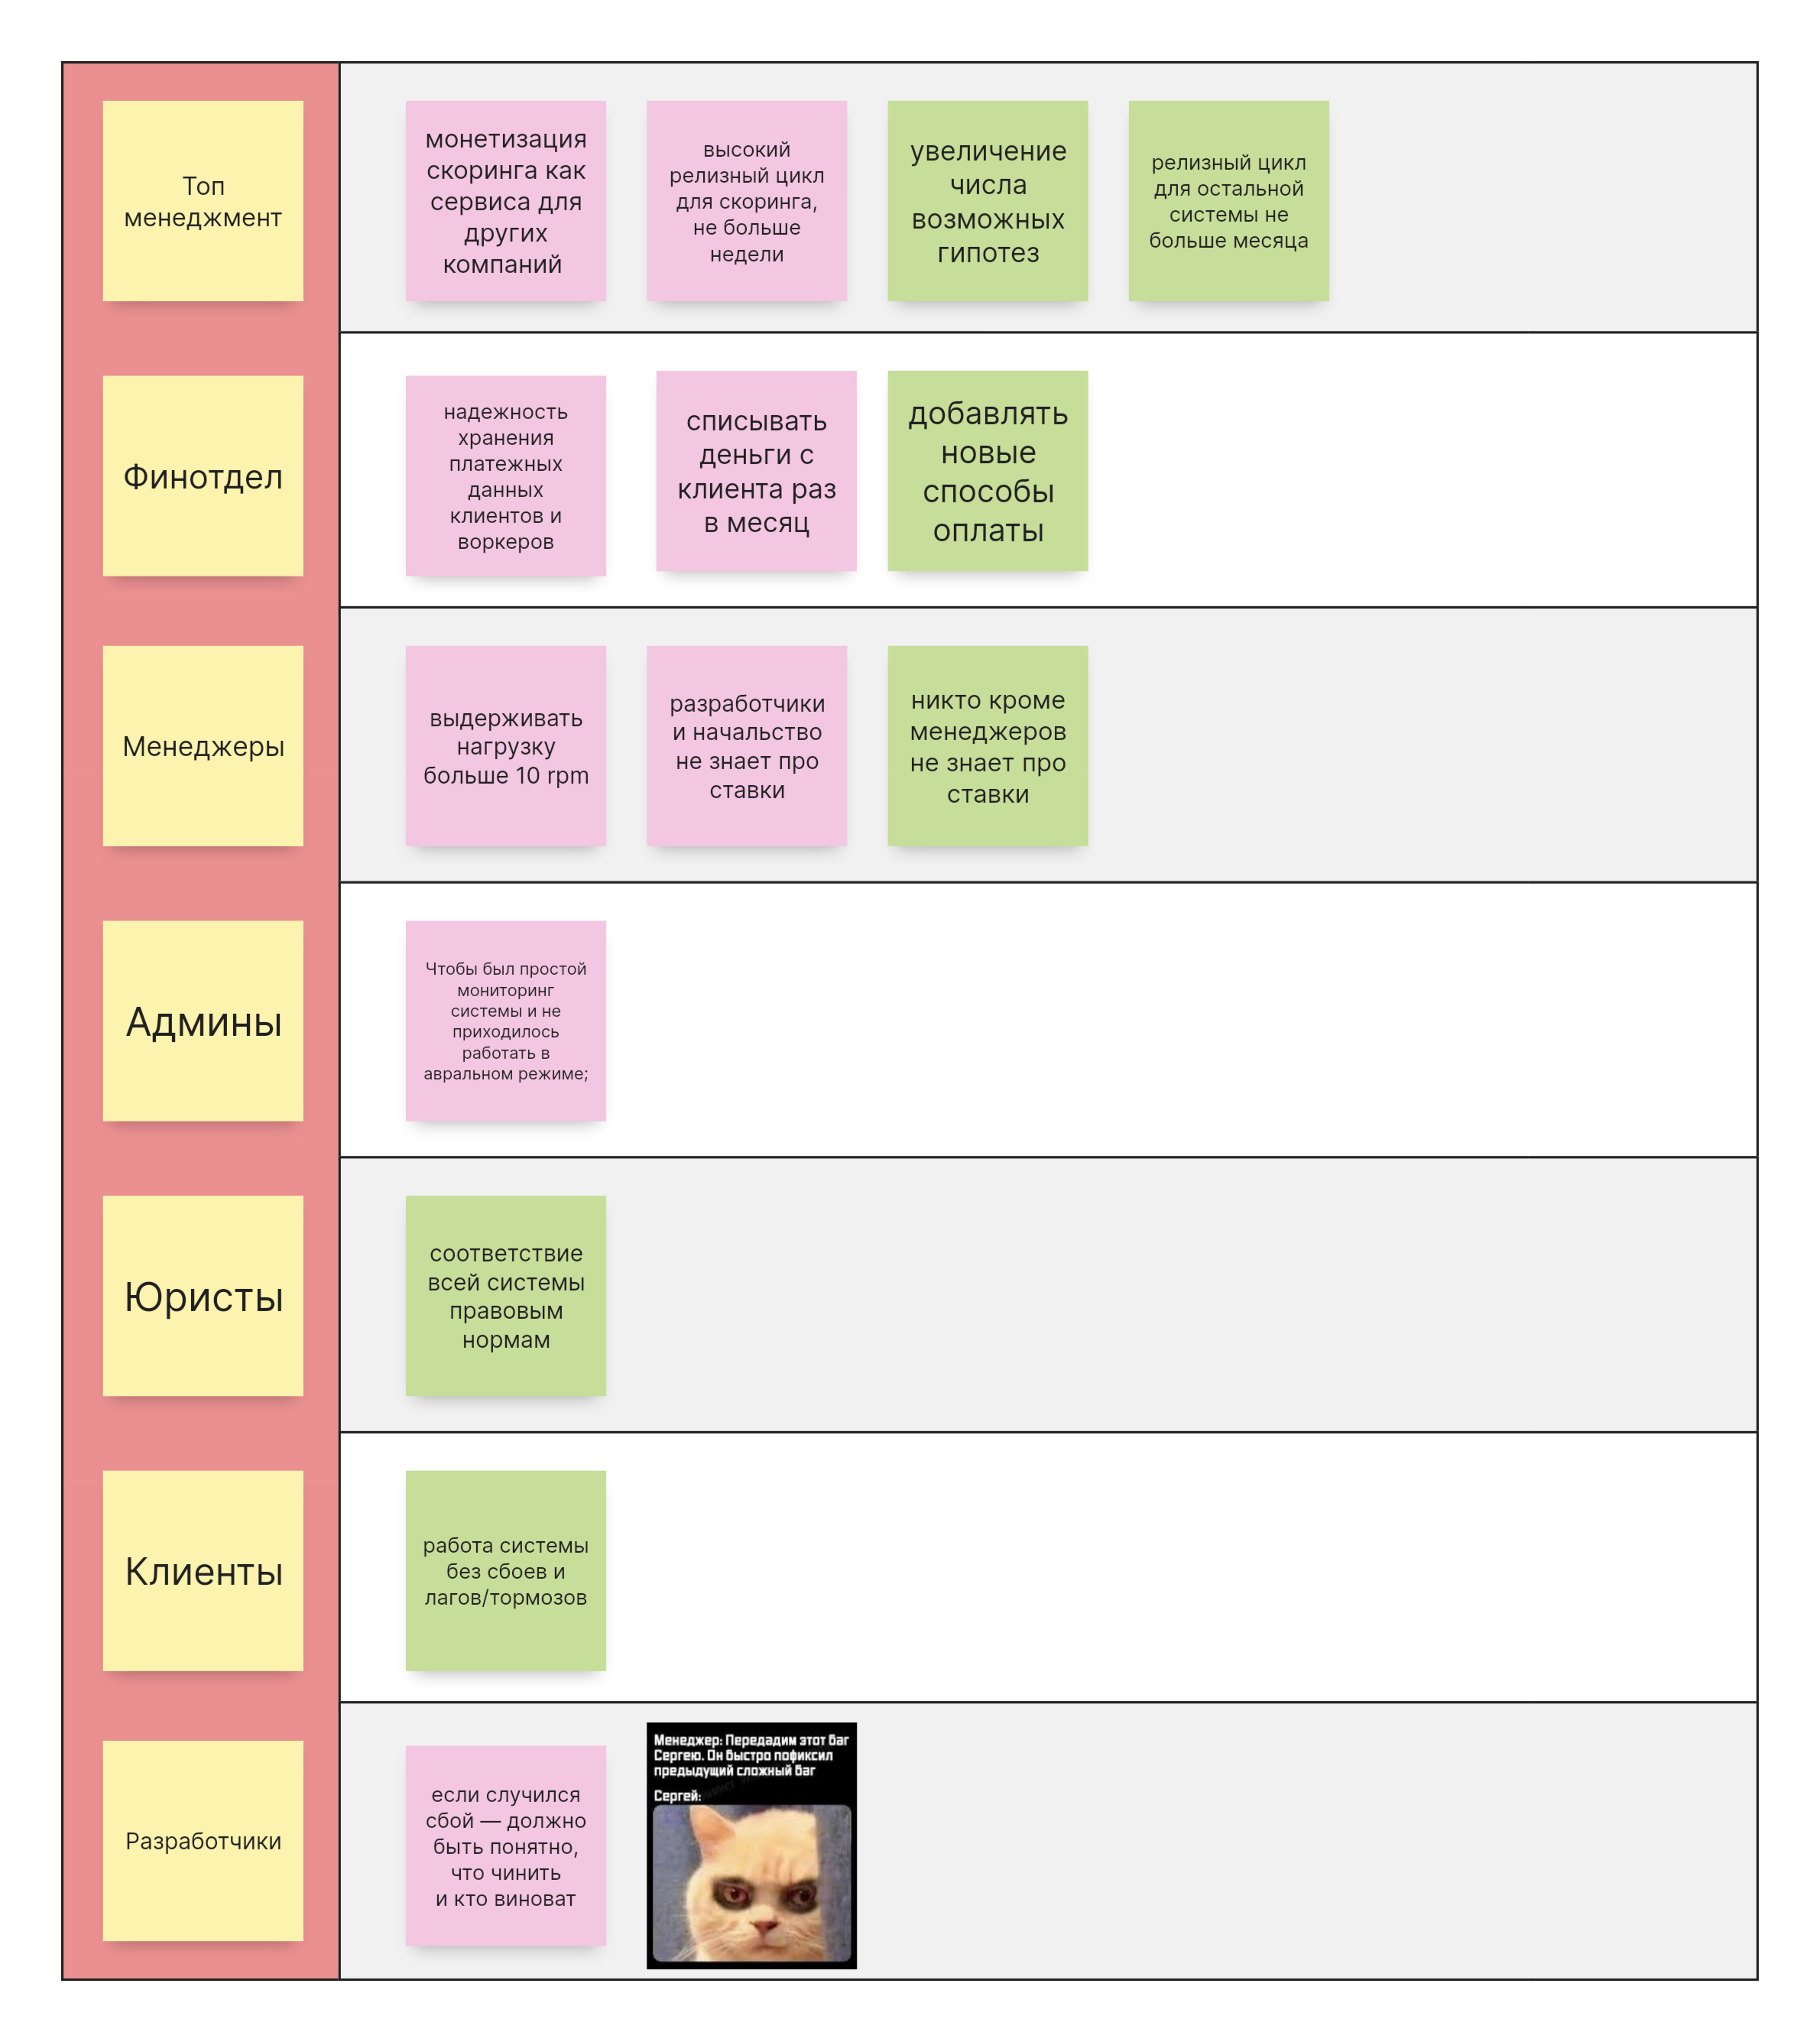 Топ
менеджмент
монетизация
скоринга как
сервиса для
других
компаний
высокий
релизный цикл
для скоринга,
не больше
недели
увеличение
числа
возможных
гипотез
релизный цикл
для остальной
системы не
больше месяца
Финотдел
надежность
хранения
платежных
данных
клиентов и
воркеров
списывать
деньги с
клиента раз
в месяц
добавлять
новые
способы
оплаты
Менеджеры
выдерживать
нагрузку
больше 10 rpm
разработчики
и начальство
не знает про
ставки
никто кроме
менеджеров
не знает про
ставки
Админы
Чтобы был простой
мониторинг
системы и не
приходилось
работать в
авральном режиме;
Юристы
соответствие
всей системы
правовым
нормам
Клиенты
работа системы
без сбоев и
лагов/тормозов
Разработчики
если случился
сбой — должно
быть понятно,
что чинить
и кто виноват
Менеджер: Передадим этот баг
Сергею. Он быстро пофиксил
предыдущий сложный баг
Сергей: